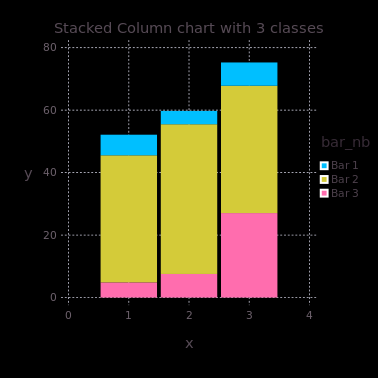 Stacked Column chart with 3 classes
80
60
40
20
0
y
0 1 2 3 4
x
bar_nb
Bar 1
Bar 2
Bar 3